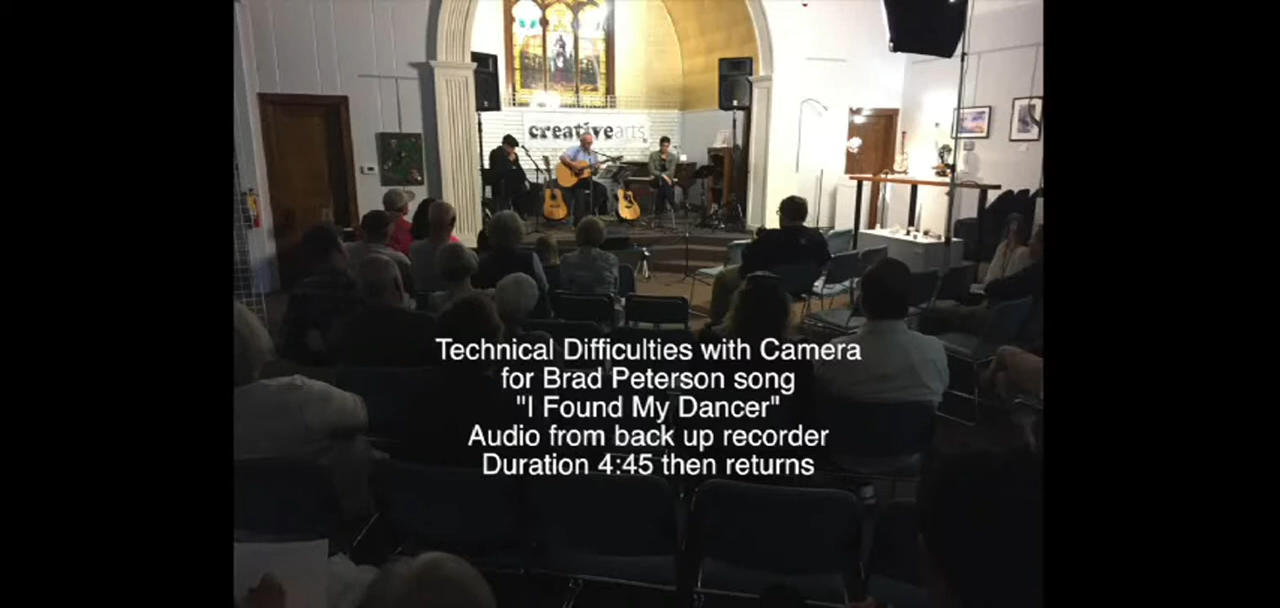 creativearts
Technical Difficulties with Camera
for Brad Peterson song
"I Found My Dancer"
Audio from back up recorder
Duration 4:45 then returns